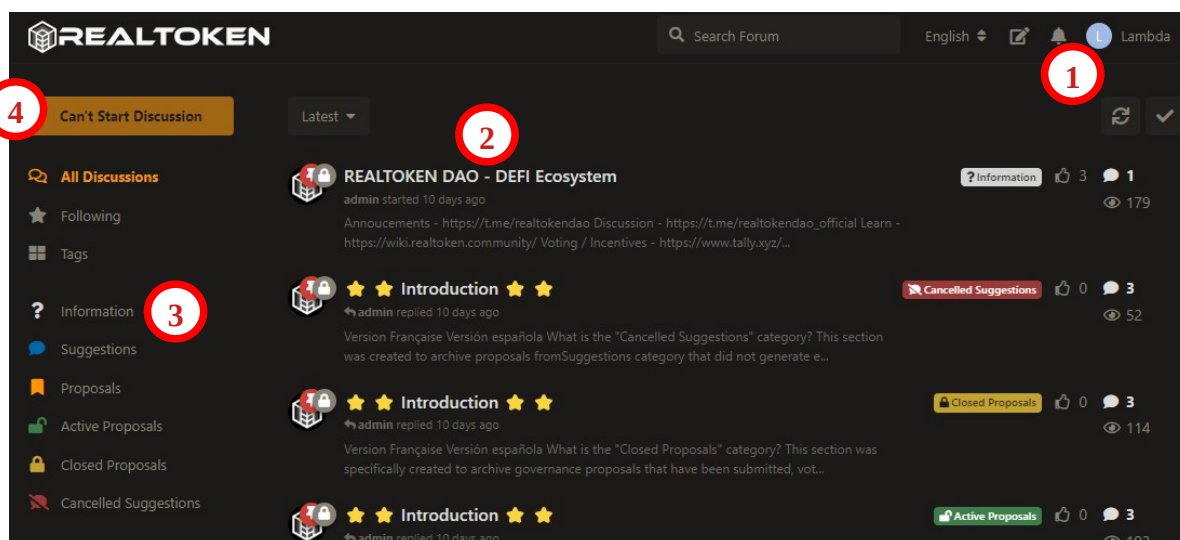 REALTOKEN
Search Forum
English
L
Lambda
1
4
Can't Start Discussion
Latest
2
All Discussions
Following
Tags
3
Information
Suggestions
Proposals
Active Proposals
Closed Proposals
Cancelled Suggestions
REALTOKEN DAO - DEFI Ecosystem
? Information
3
1
admin started 10 days ago
179
Annoucements - https://t.me/realtokendao Discussion - https://t.me/realtokendao_official Learn -
https://wiki.realtoken.community/ Voting / Incentives - https://www.tally.xyz/...
⭐ ⭐ Introduction ⭐ ⭐
Cancelled Suggestions
0
3
admin replied 10 days ago
52
Version Française Versión española What is the "Cancelled Suggestions" category? This section
was created to archive proposals fromSuggestions category that did not generate e...
⭐ ⭐ Introduction ⭐ ⭐
Closed Proposals
0
3
admin replied 10 days ago
114
Version Française Versión española What is the "Closed Proposals" category? This section was
specifically created to archive governance proposals that have been submitted, vot...
⭐ ⭐ Introduction ⭐ ⭐
Active Proposals
0
3
admin replied 10 days ago